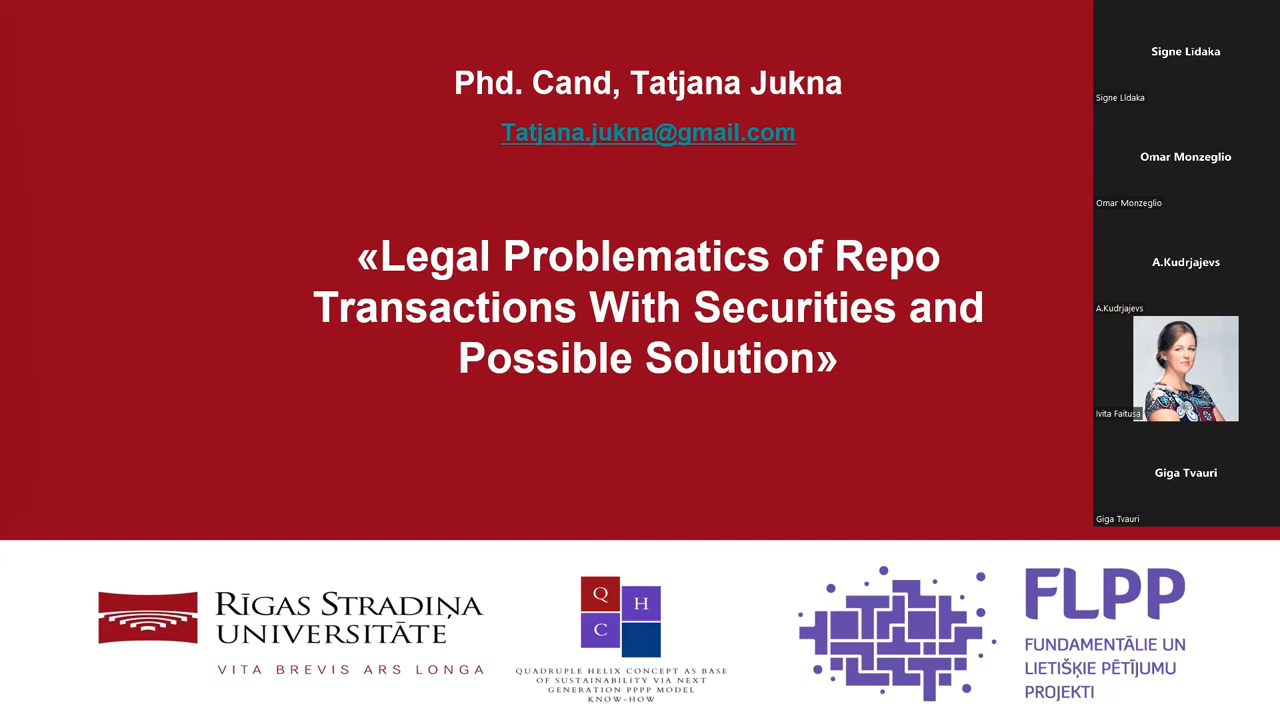 Phd. Cand, Tatjana Jukna
Tatjana.jukna@gmail.com
«Legal Problematics of Repo
Transactions With Securities and
Possible Solution»
Signe Līdaka
Signe Līdaka
Omar Monzeglio
Omar Monzeglio
A.Kudrjajevs
A.Kudrjajevs
Ivita Faitusa
Giga Tvauri
Giga Tvauri
RĪGAS STRADIŅA
UNIVERSITĀTE
VITA BREVIS ARS LONGA
Q
H
C
QUADRUPLE HELIX CONCEPT AS BASE
OF SUSTAINABILITY VIA NEXT
GENERATION PPPP MODEL
KNOW-HOW
FLPP
FUNDAMENTĀLIE UN
LIETIŠĶIE PĒTĪJUMU
PROJEKTI